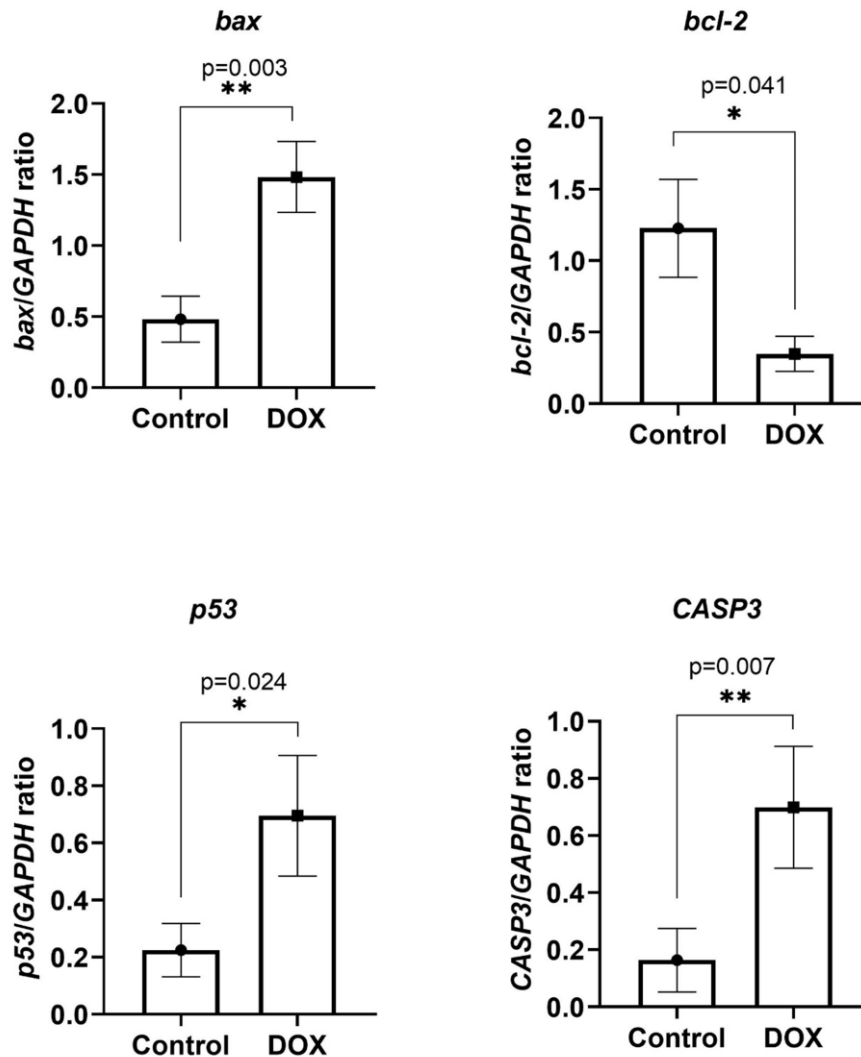 bax
p=0.003
**
2.0
1.5
1.0
0.5
0.0
bax/GAPDH ratio
Control DOX
bcl-2
p=0.041
*
2.0
1.5
1.0
0.5
0.0
bcl-2/GAPDH ratio
Control DOX
p53
p=0.024
*
1.0
0.8
0.6
0.4
0.2
0.0
p53/GAPDH ratio
Control DOX
CASP3
p=0.007
**
1.0
0.8
0.6
0.4
0.2
0.0
CASP3/GAPDH ratio
Control DOX